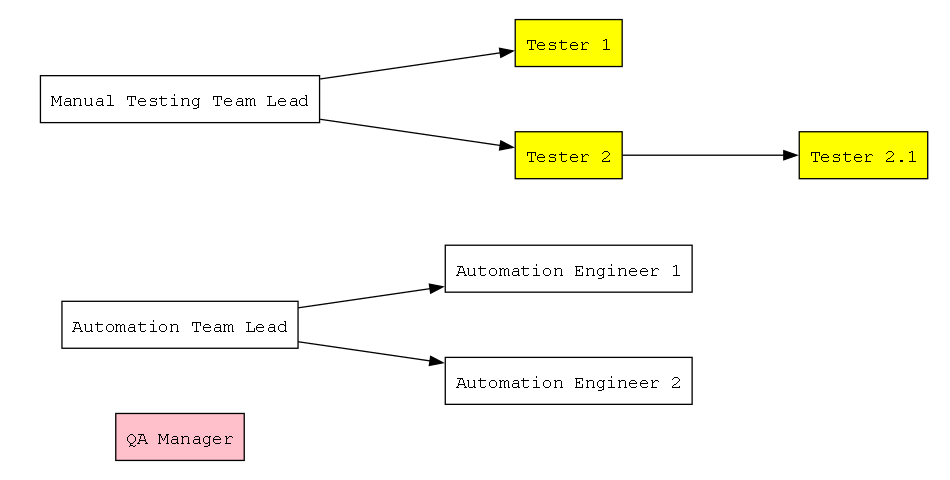 Tester 1
Manual Testing Team Lead
Tester 2
Tester 2.1
Automation Engineer 1
Automation Team Lead
Automation Engineer 2
QA Manager